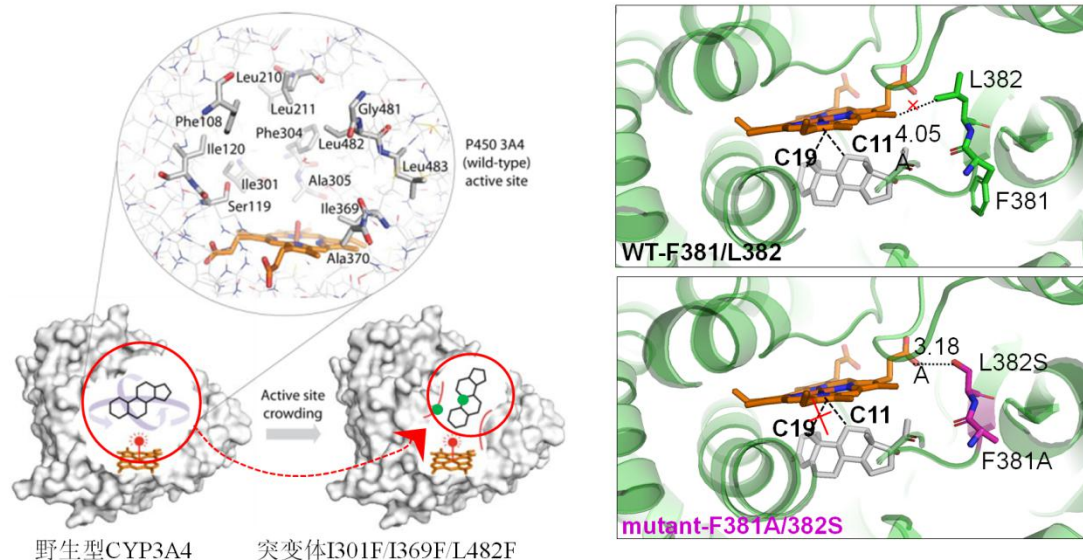 Leu210
Leu211
Gly481
Phe108
Phe304
Leu482
Ile120
Leu483
Ile301
Ala305
Ser119
Ile369
Ala370
P450 3A4
(wild-type)
active site
Active site
crowding
野生型CYP3A4
突变体I301F/I369F/L482F
L382
4.05
A
C19
C11
F381
WT-F381/L382
3.18
A
L382S
C19
C11
F381A
mutant-F381A/382S